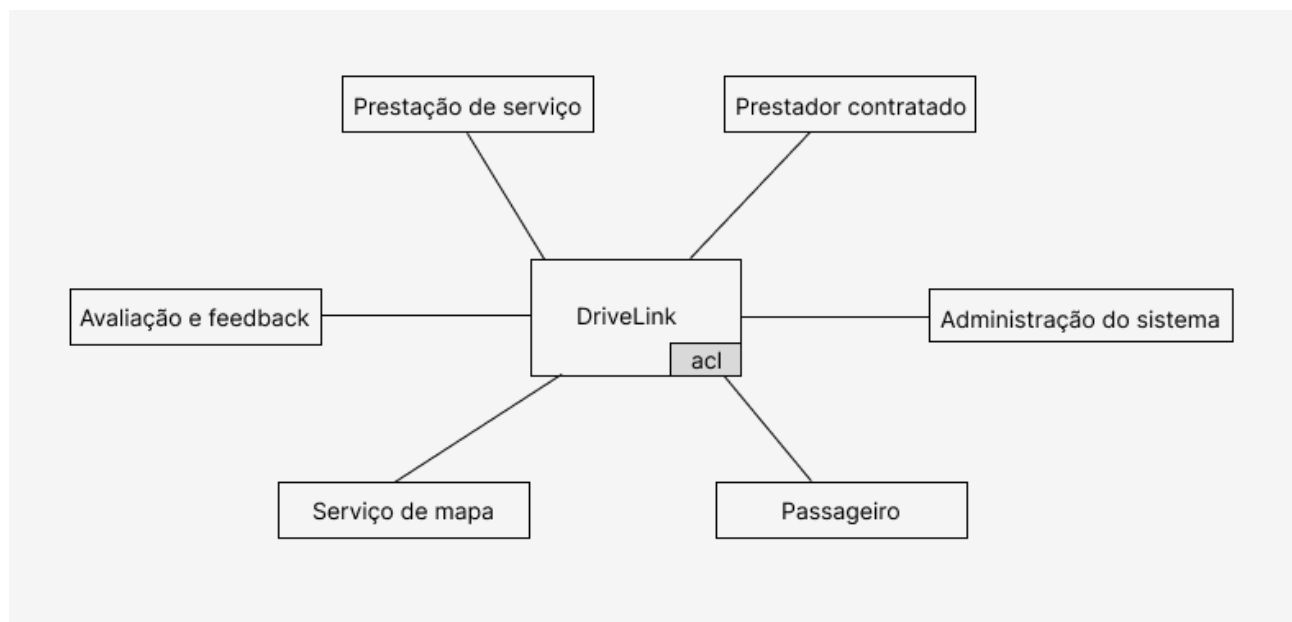 Prestação de serviço
Prestador contratado
Avaliação e feedback
DriveLink
Administração do sistema
acl
Serviço de mapa
Passageiro